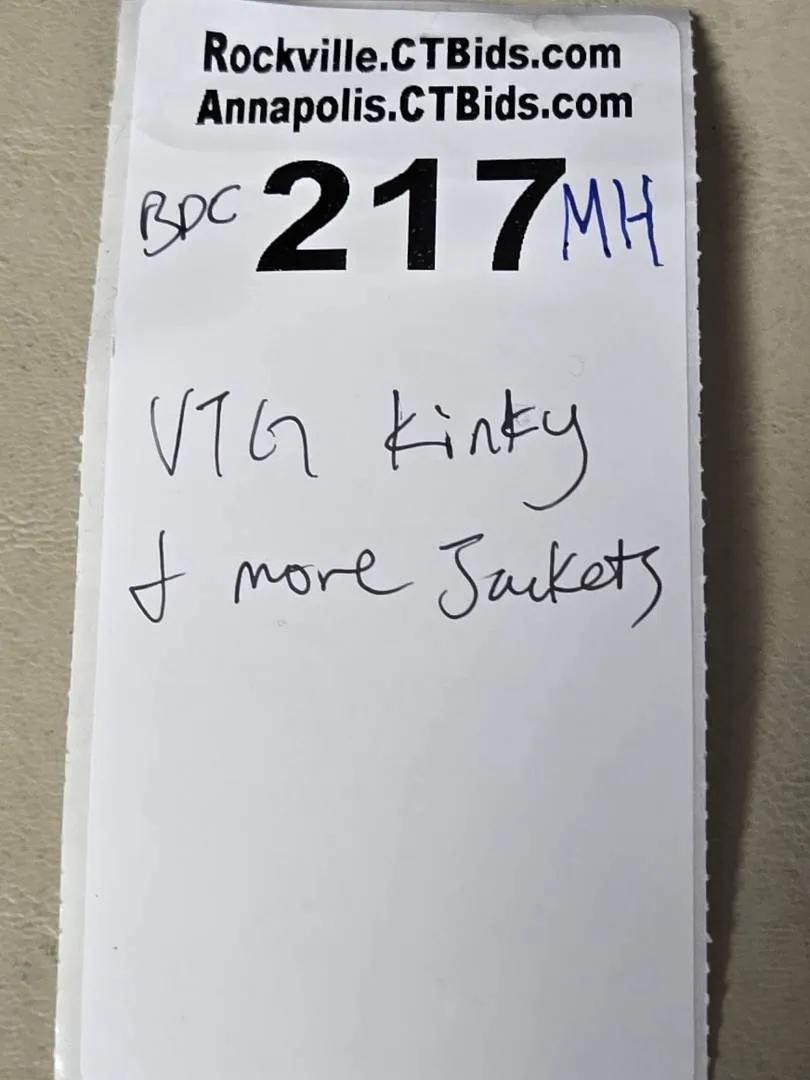 Rockville.CTBids.com
Annapolis.CTBids.com
BDC 217 MH
VTG Kinky
& more Jackets